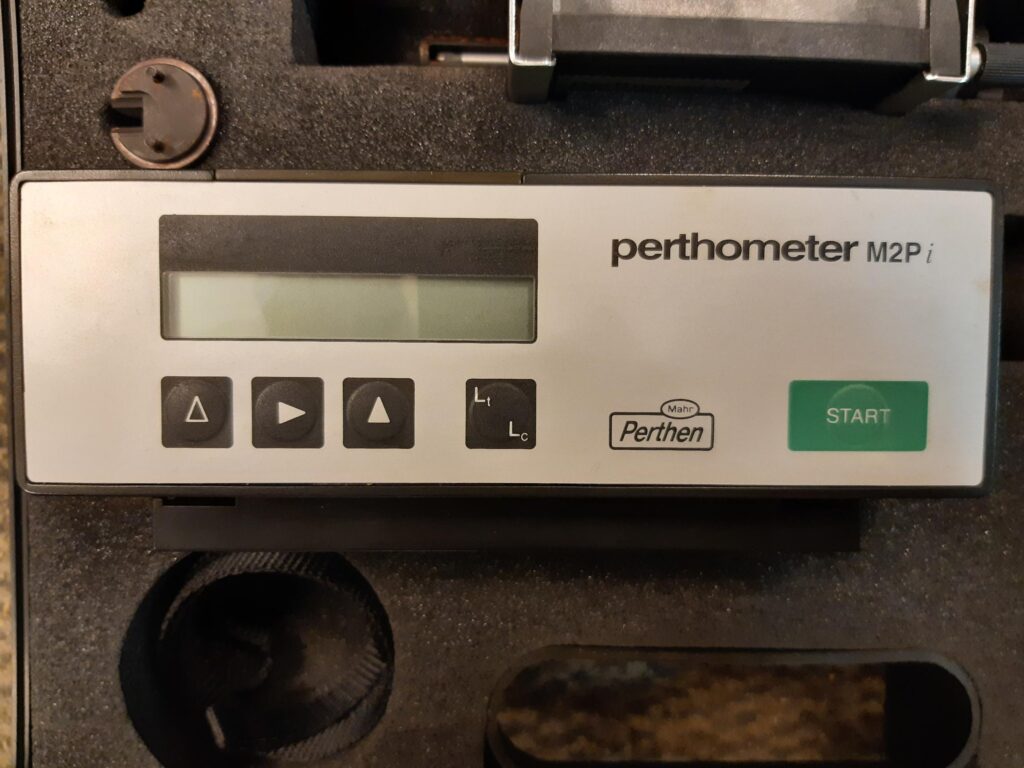 perthometer M2P i
Lt
Lc
Mahr
Perthen
START